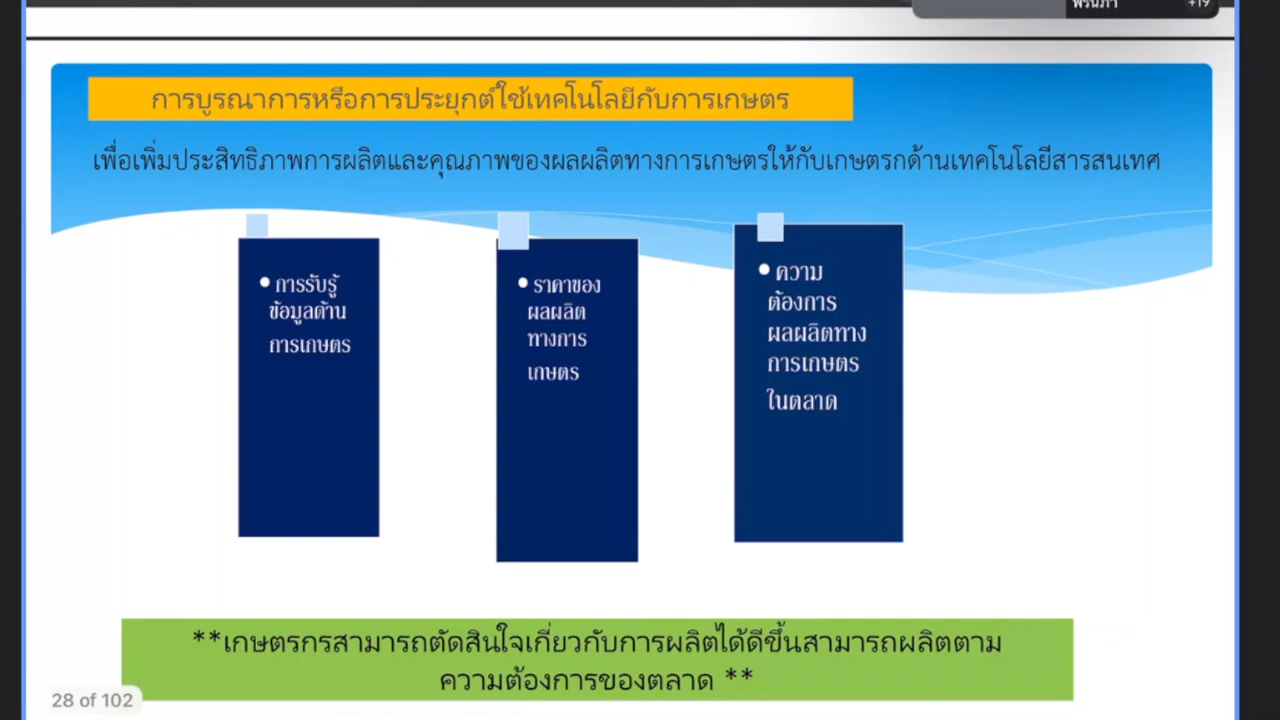 พรนภา
+19
การบูรณาการหรือการประยุกต์ใช้เทคโนโลยีกับการเกษตร
เพื่อเพิ่มประสิทธิภาพการผลิตและคุณภาพของผลผลิตทางการเกษตรให้กับเกษตรกด้านเทคโนโลยีสารสนเทศ
• การรับรู้
ข้อมูลด้าน
การเกษตร
• ราคาของ
ผลผลิต
ทางการ
เกษตร
• ความ
ต้องการ
ผลผลิตทาง
การเกษตร
ในตลาด
**เกษตรกรสามารถตัดสินใจเกี่ยวกับการผลิตได้ดีขึ้นสามารถผลิตตาม
ความต้องการของตลาด **
28 of 102